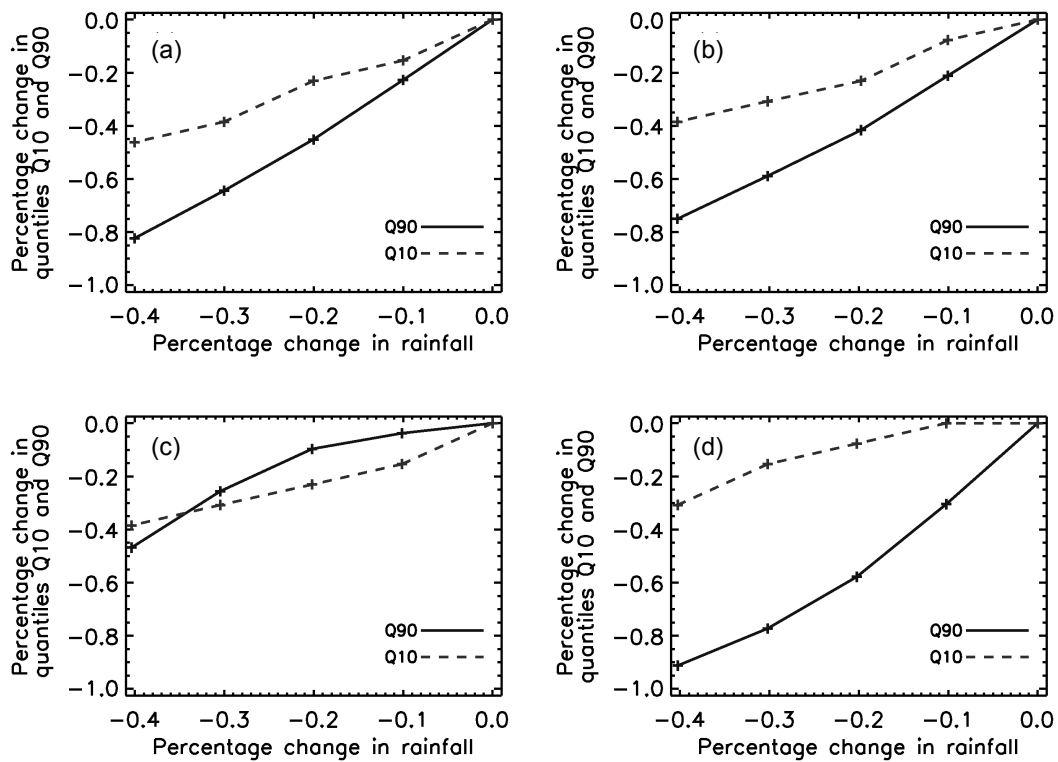 Percentage change in
quantiles Q10 and Q90
0.0
−0.2
−0.4
−0.6
−0.8
−1.0
(a)
Q90
Q10
−0.4 −0.3 −0.2 −0.1 0.0
Percentage change in rainfall
Percentage change in
quantiles Q10 and Q90
0.0
−0.2
−0.4
−0.6
−0.8
−1.0
(b)
Q90
Q10
−0.4 −0.3 −0.2 −0.1 0.0
Percentage change in rainfall
Percentage change in
quantiles Q10 and Q90
0.0
−0.2
−0.4
−0.6
−0.8
−1.0
(c)
Q90
Q10
−0.4 −0.3 −0.2 −0.1 0.0
Percentage change in rainfall
Percentage change in
quantiles Q10 and Q90
0.0
−0.2
−0.4
−0.6
−0.8
−1.0
(d)
Q90
Q10
−0.4 −0.3 −0.2 −0.1 0.0
Percentage change in rainfall